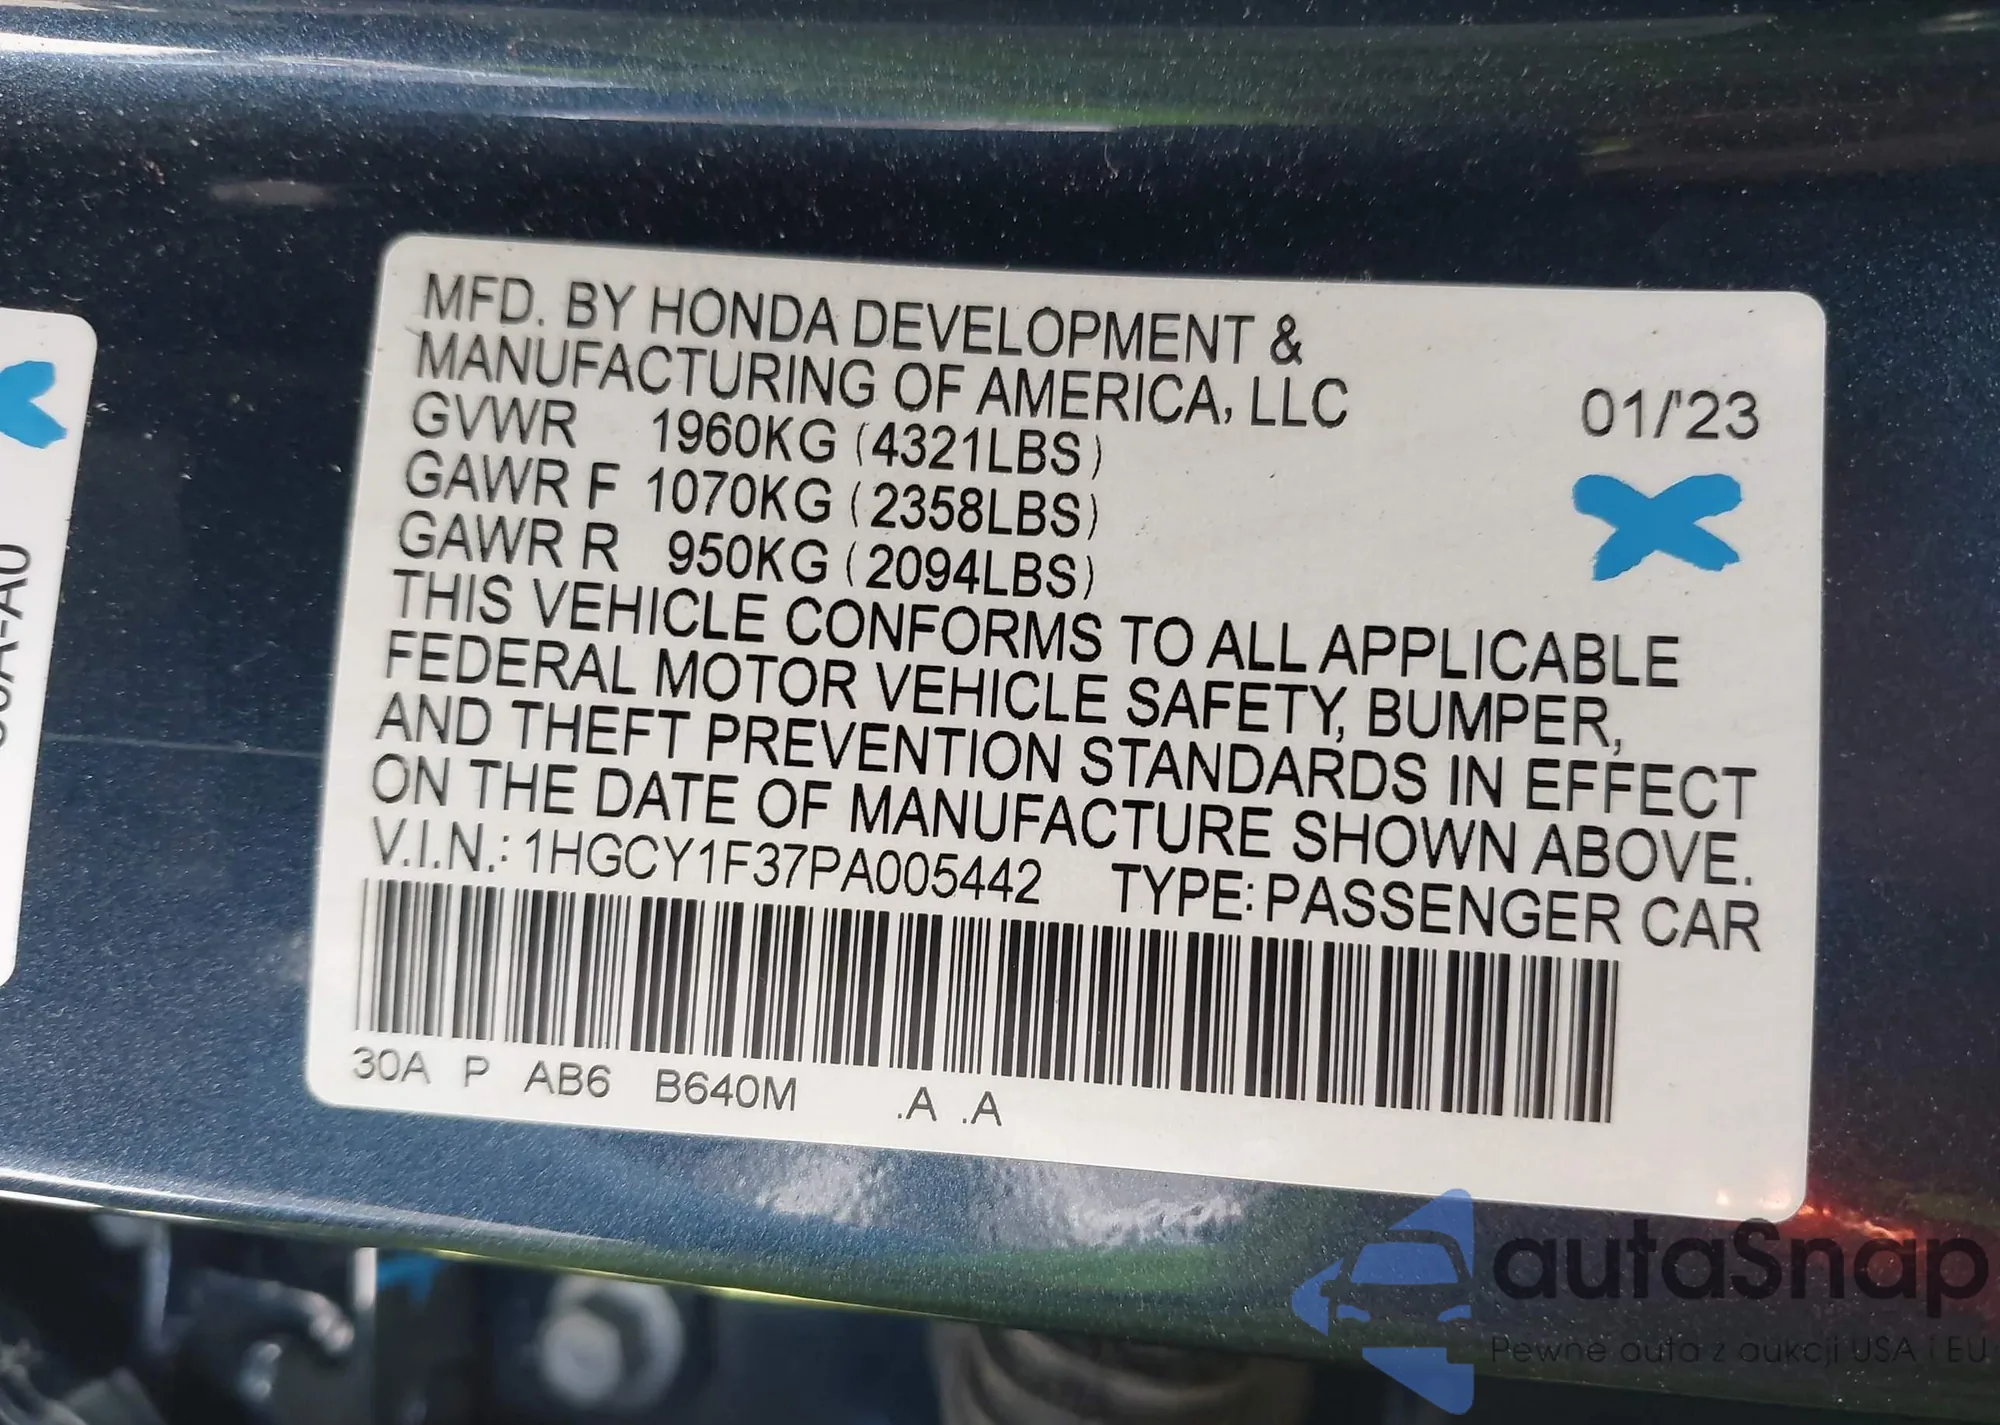 MFD. BY HONDA DEVELOPMENT &
MANUFACTURING OF AMERICA, LLC
01/'23
GVWR 1960KG (4321LBS)
GAWR F 1070KG (2358LBS)
GAWR R 950KG (2094LBS)
THIS VEHICLE CONFORMS TO ALL APPLICABLE
FEDERAL MOTOR VEHICLE SAFETY, BUMPER,
AND THEFT PREVENTION STANDARDS IN EFFECT
ON THE DATE OF MANUFACTURE SHOWN ABOVE.
V.I.N.: 1HGCY1F37PA005442 TYPE: PASSENGER CAR
30A P AB6 B640M .A .A
autaSnap
Pewne auta z aukcji USA i EU